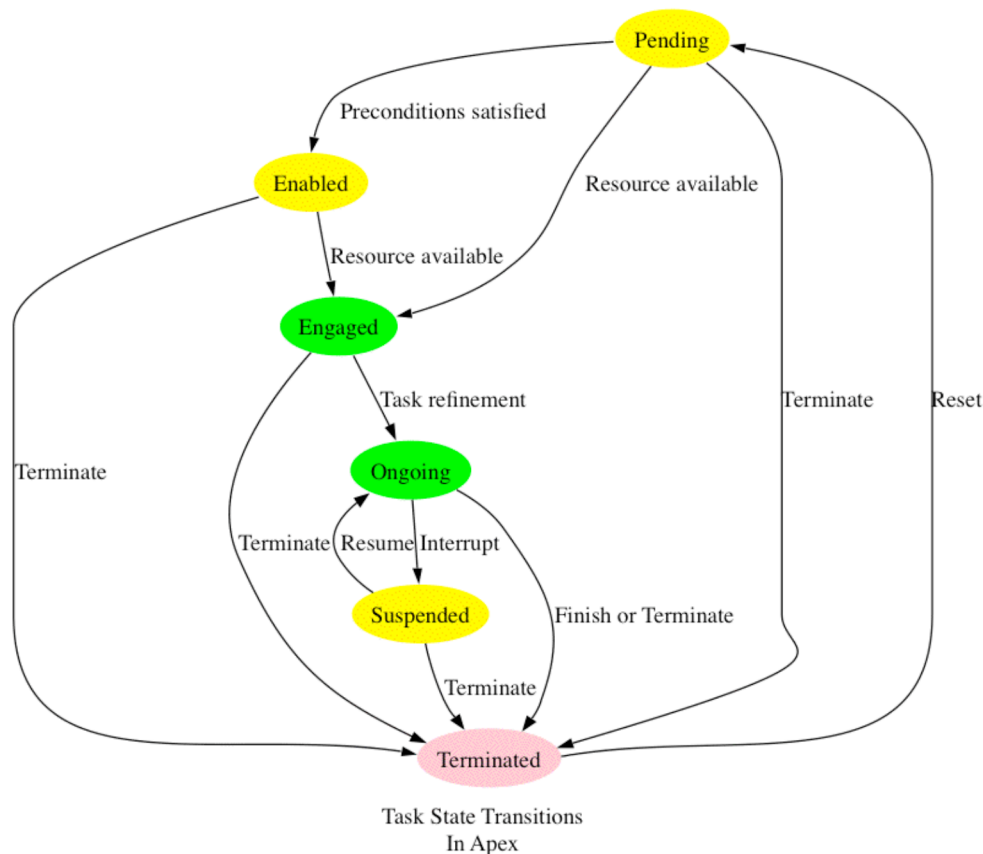 Pending
Preconditions satisfied
Enabled
Resource available
Resource available
Engaged
Task refinement
Terminate
Reset
Ongoing
Terminate
Terminate
Resume
Interrupt
Suspended
Finish or Terminate
Terminate
Terminated
Task State Transitions
In Apex